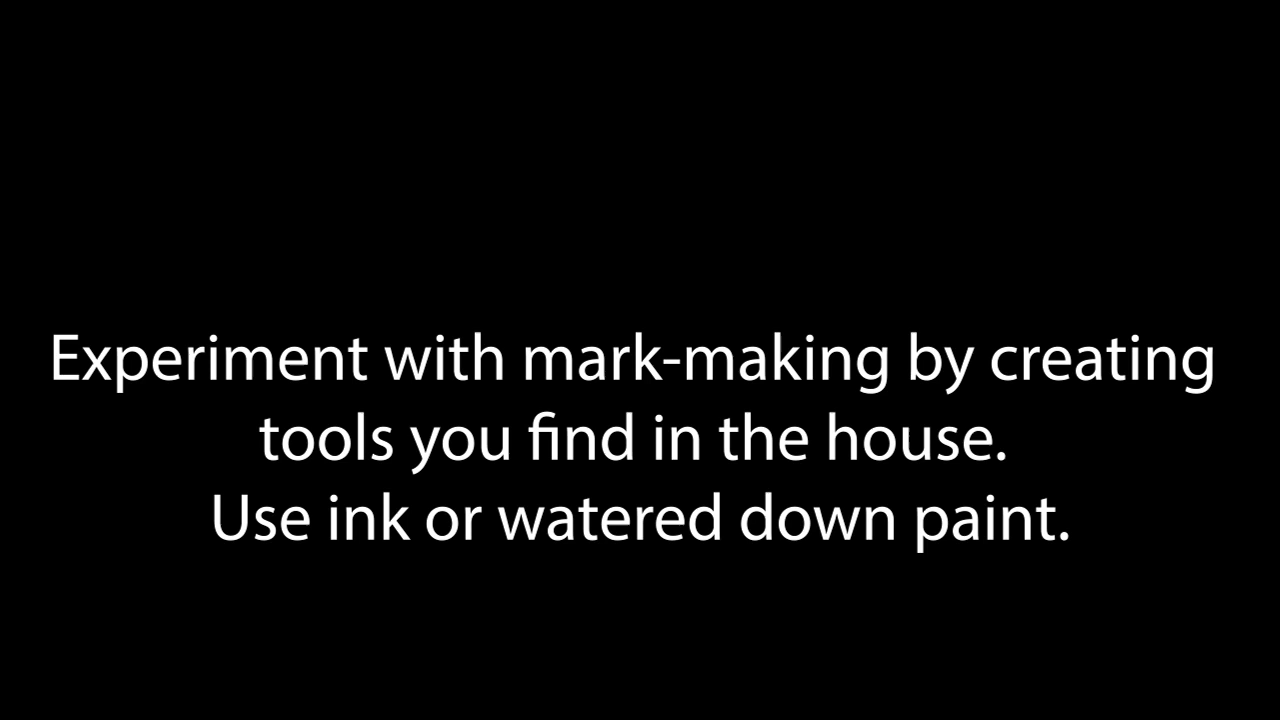 Experiment with mark-making by creating
tools you find in the house.
Use ink or watered down paint.